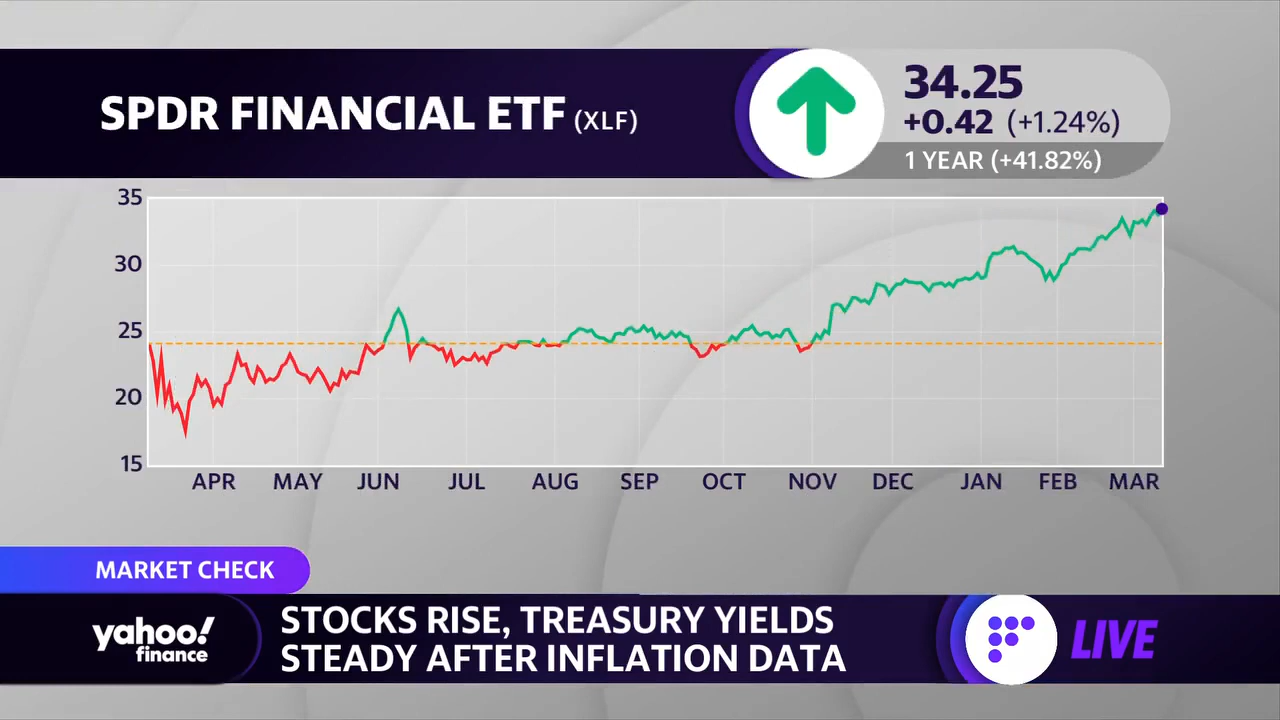 SPDR FINANCIAL ETF (XLF)
34.25
+0.42 (+1.24%)
1 YEAR (+41.82%)
35
30
25
20
15
APR MAY JUN JUL AUG SEP OCT NOV DEC JAN FEB MAR
MARKET CHECK
yahoo!
finance
STOCKS RISE, TREASURY YIELDS
STEADY AFTER INFLATION DATA
LIVE